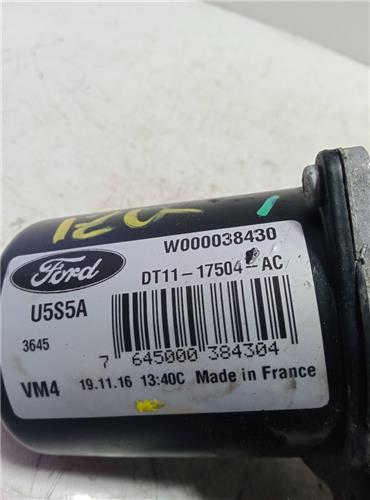 IZQ
W000038430
Ford
DT11-17504-AC
U5S5A
3645
7 645000 384304
VM4 19.11.16 13:40C Made in France